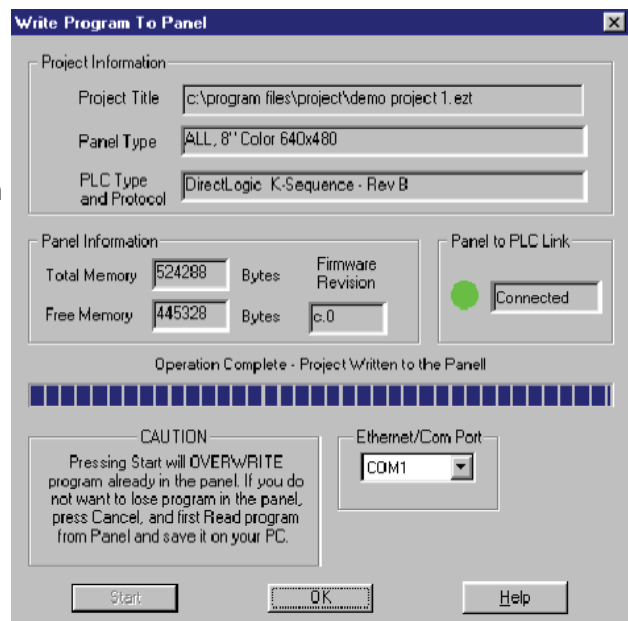 Write Program To Panel
Project Information
Project Title c:\program files\project\demo project 1.ezt
Panel Type ALL, 8'' Color 640x480
PLC Type
and Protocol DirectLogic K-Sequence - Rev B
Panel Information
Total Memory 524288 Bytes Firmware
Revision
Free Memory 445328 Bytes c.0
Panel to PLC Link
Connected
Operation Complete - Project Written to the Panell
CAUTION
Pressing Start will OVERWRITE
program already in the panel. If you do
not want to lose program in the panel,
press Cancel, and first Read program
from Panel and save it on your PC.
Ethernet/Com Port
COM1
Start OK Help